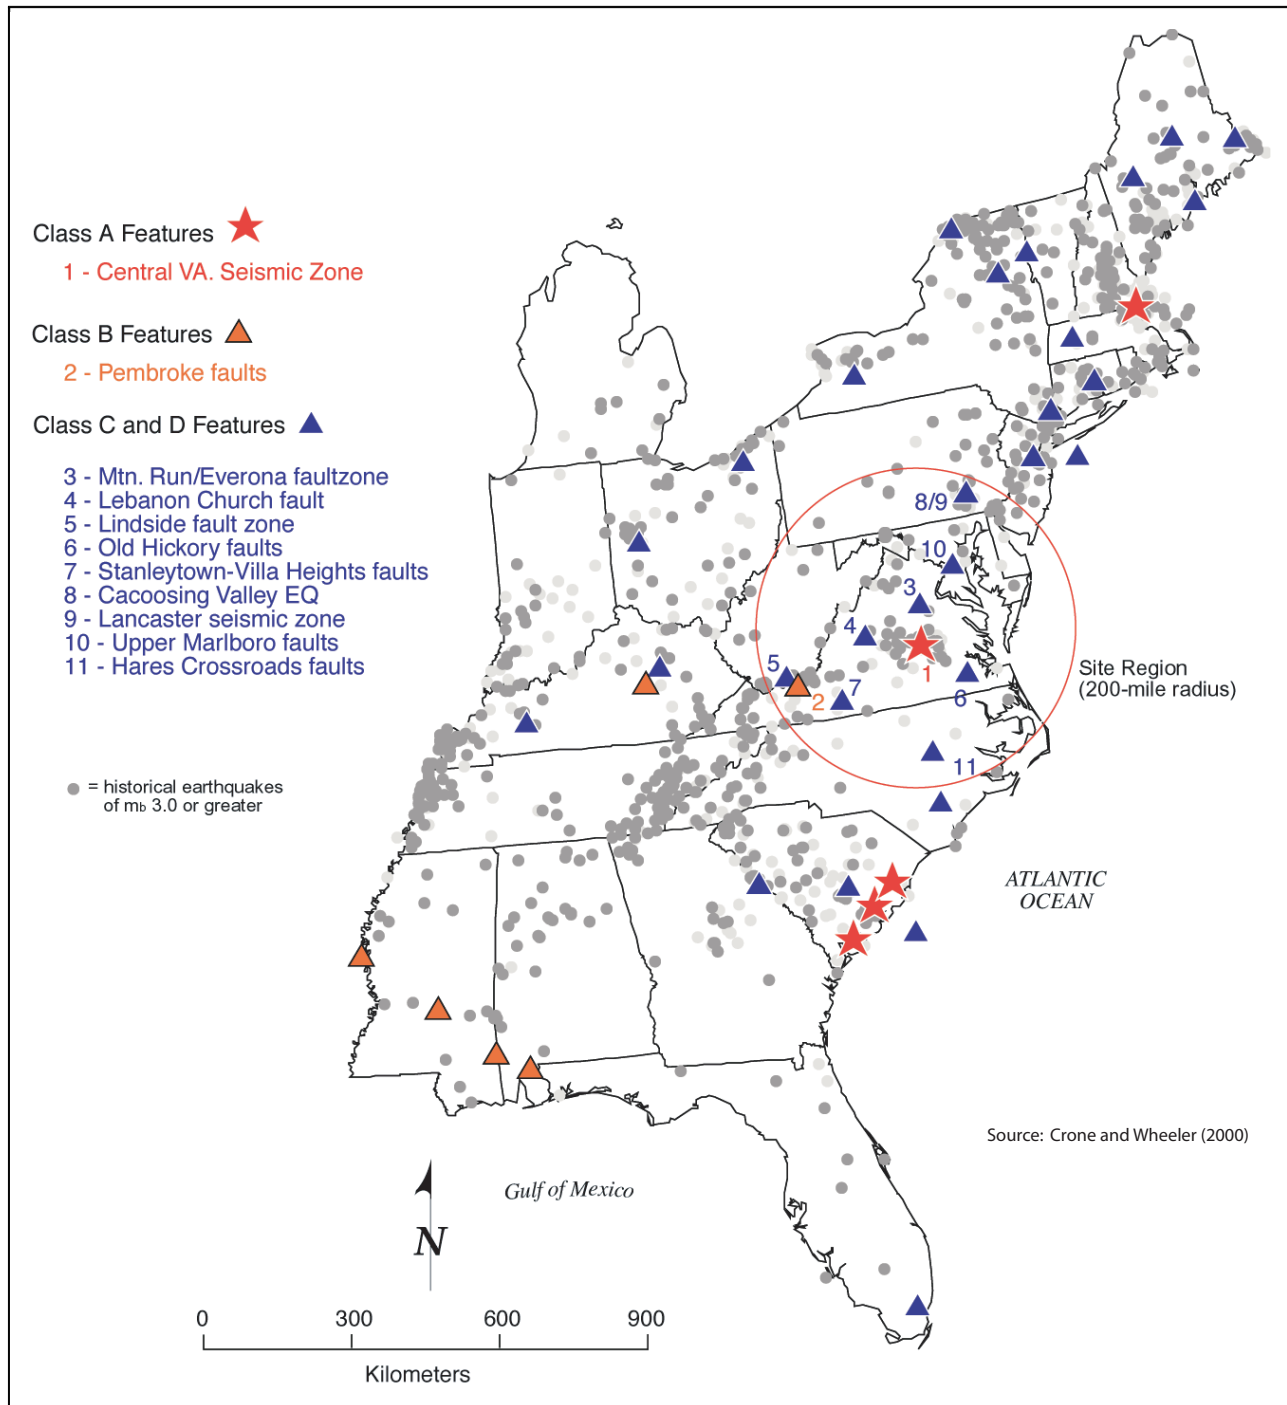 Class A Features
1 - Central VA. Seismic Zone
Class B Features
2 - Pembroke faults
Class C and D Features
3 - Mtn. Run/Everona faultzone
4 - Lebanon Church fault
5 - Lindside fault zone
6 - Old Hickory faults
7 - Stanleytown-Villa Heights faults
8 - Cacoosing Valley EQ
9 - Lancaster seismic zone
10 - Upper Marlboro faults
11 - Hares Crossroads faults
= historical earthquakes
of mb 3.0 or greater
8/9
10
3
4
5
1
2
7
6
11
Site Region
(200-mile radius)
ATLANTIC
OCEAN
Source: Crone and Wheeler (2000)
Gulf of Mexico
N
0 300 600 900
Kilometers